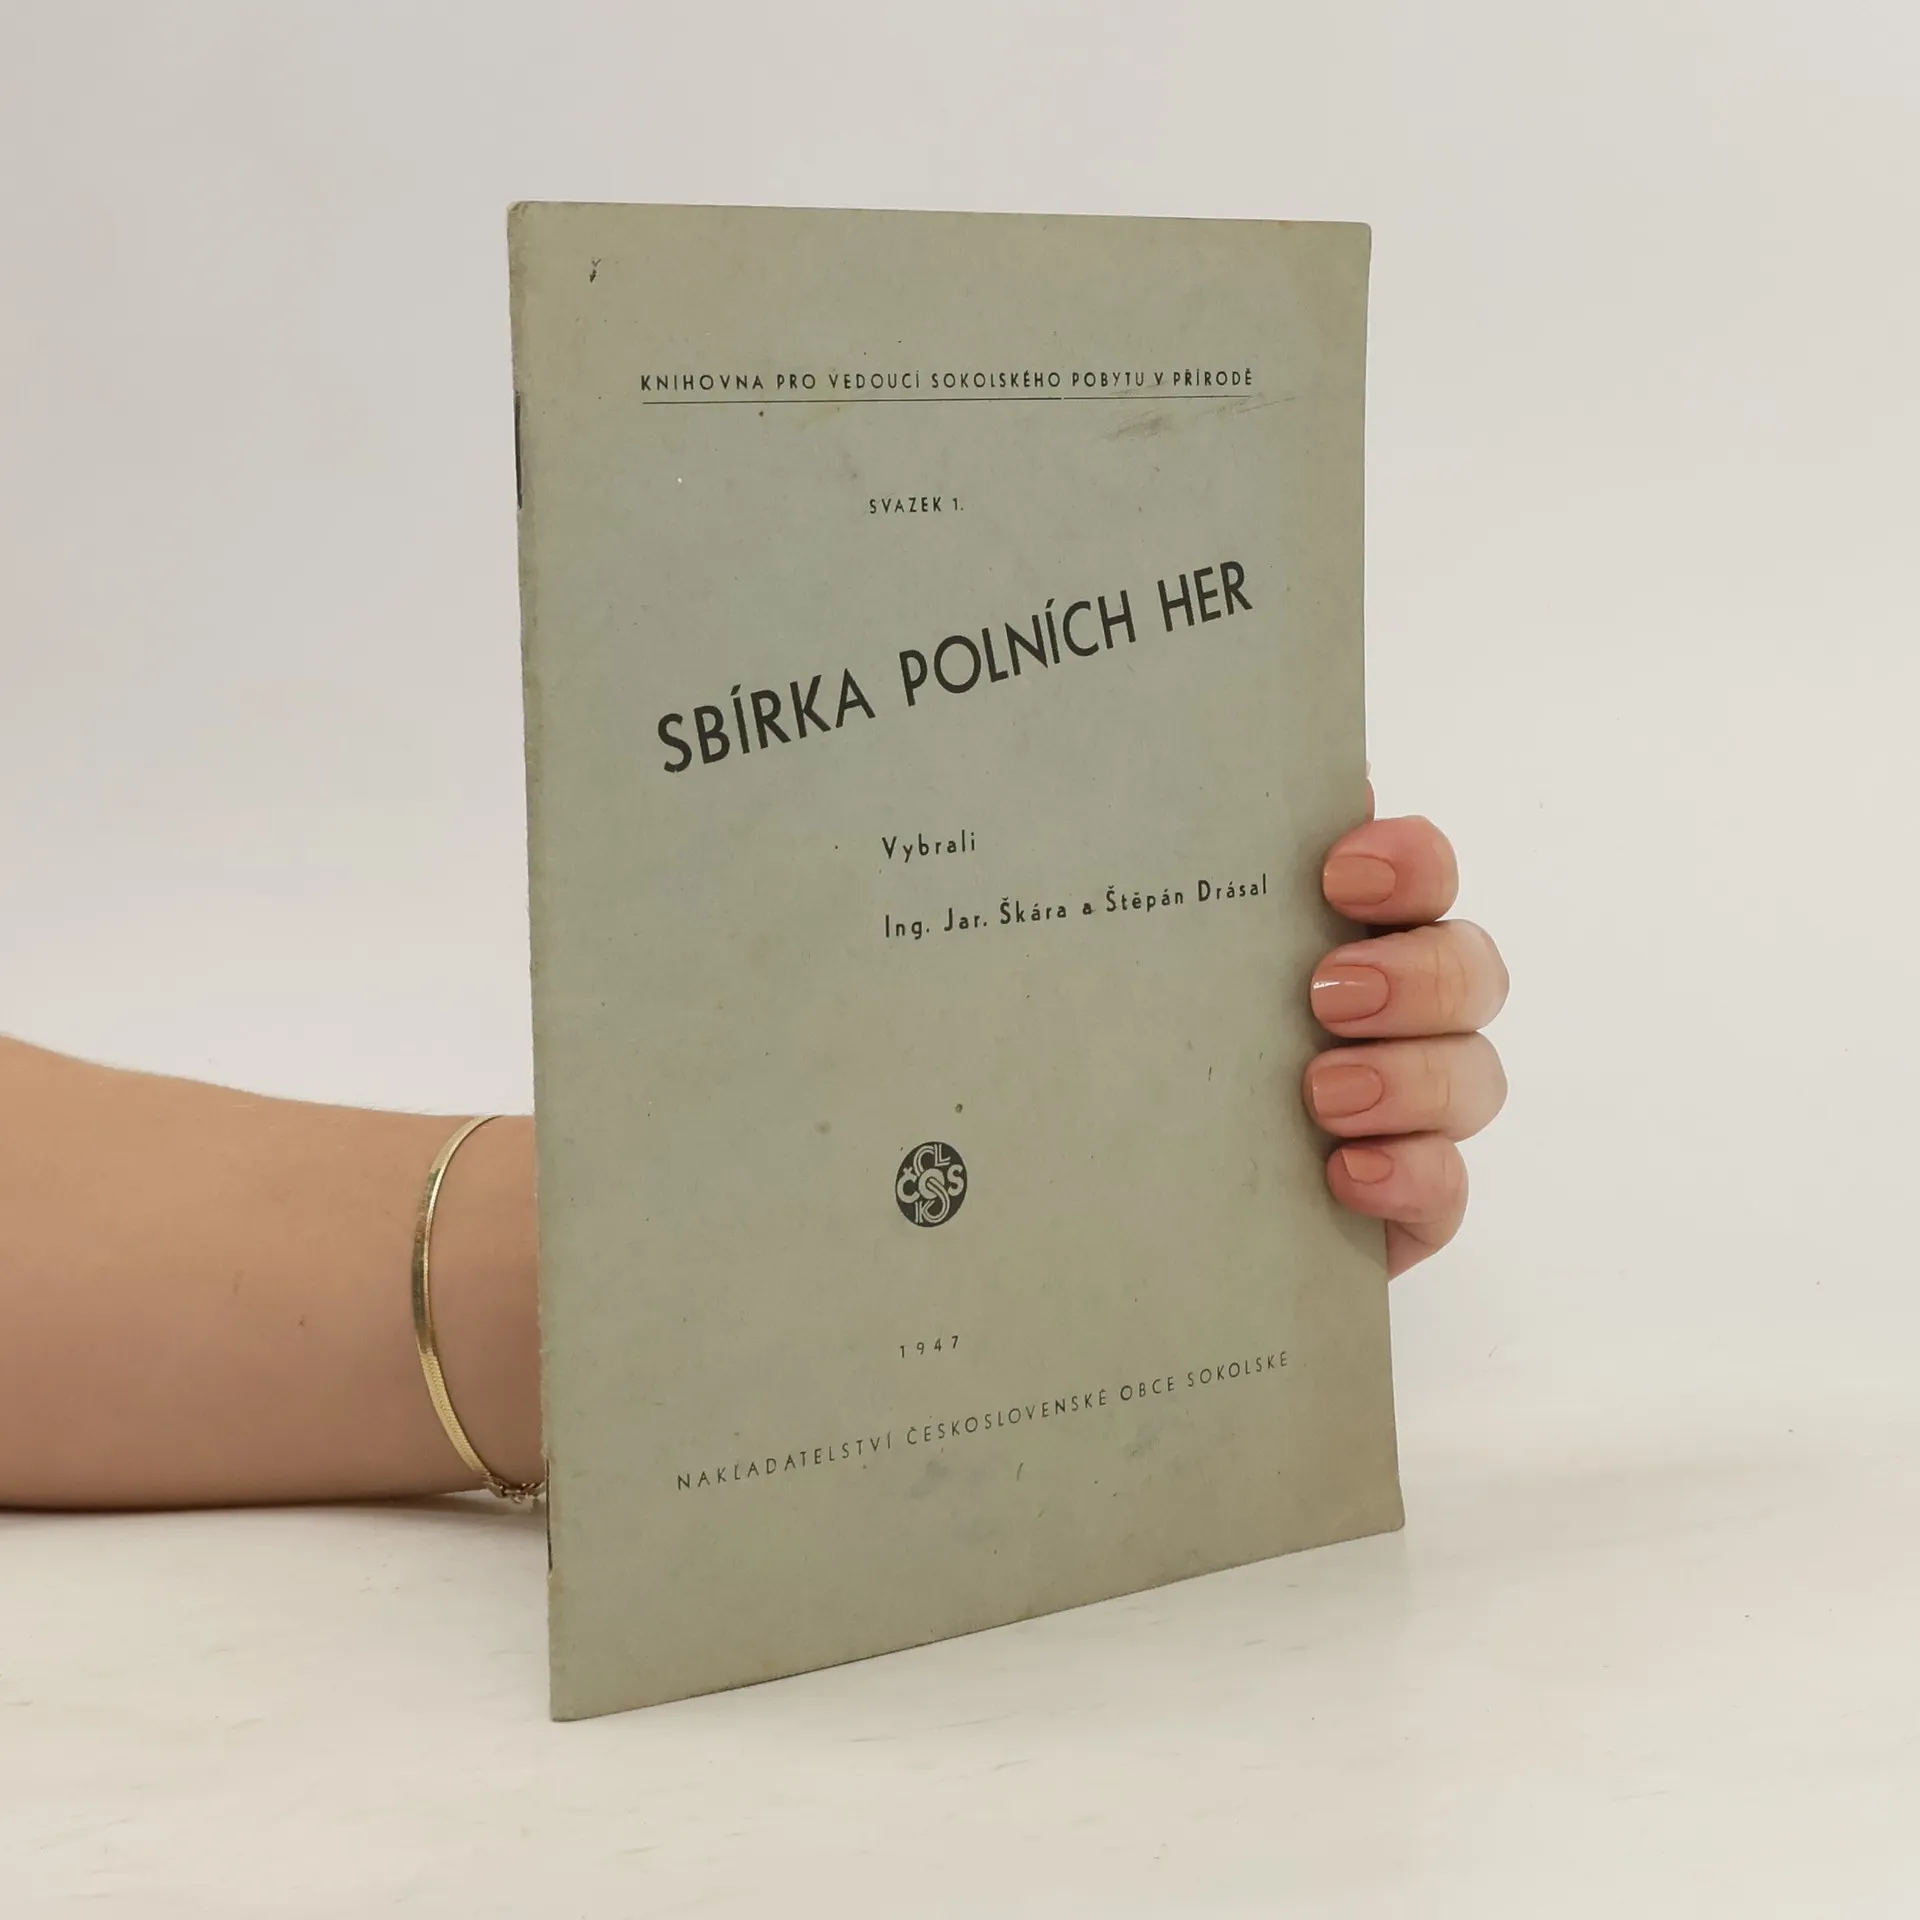 KNIHOVNA PRO VEDOUCÍ SOKOLSKÉHO POBYTU V PŘÍRODĚ
SVAZEK 1.
SBÍRKA POLNÍCH HER
Vybrali
Ing. Jar. Škára a Štěpán Drásal
1947
NAKLADATELSTVÍ ČESKOSLOVENSKÉ OBCE SOKOLSKÉ